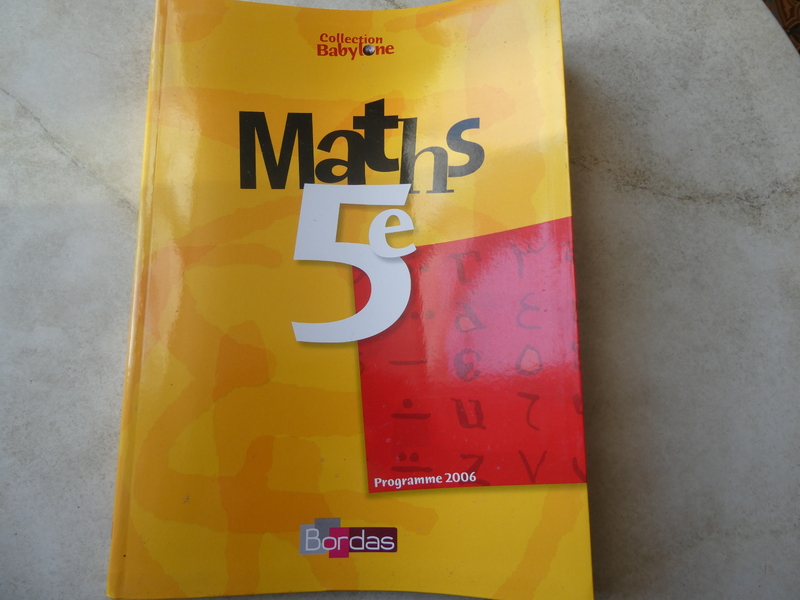 Collection
Babylone
Maths
5e
Programme 2006
Bordas